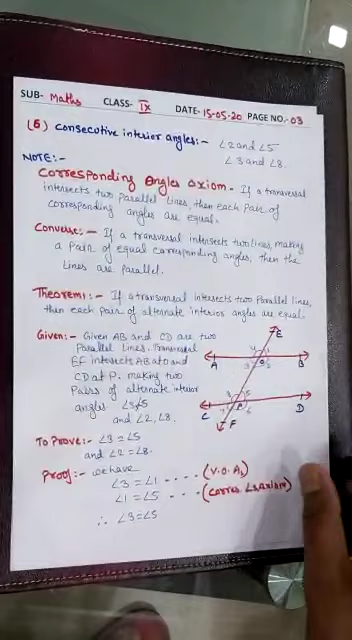 SUB- Maths CLASS- IX DATE- 15-05-20 PAGE NO.- 03
(5) Consecutive interior angles:- ∠2 and ∠5
∠3 and ∠8.
NOTE:-
Corresponding Angles Axiom - If a transversal
intersects two parallel lines, then each pair of
corresponding angles are equal.
Converse:- If a transversal intersects two lines, making
a pair of equal corresponding angles, then the
lines are parallel.
Theorem1:- If a transversal intersects two parallel lines,
then each pair of alternate interior angles are equal.
Given:- Given AB and CD are two
parallel lines. Transversal
EF intersects AB at O and
CD at P. making two
Pairs of alternate interior
angles. ∠3,∠5
and ∠2, ∠8.
E
A B
C D
F
To Prove:- ∠3 = ∠5
and ∠2 = ∠8.
Proof:- we have
∠3 = ∠1 .... (V.O.A)
∠1 = ∠5 .... (Corres. ∠s Axiom)
∴ ∠3 = ∠5